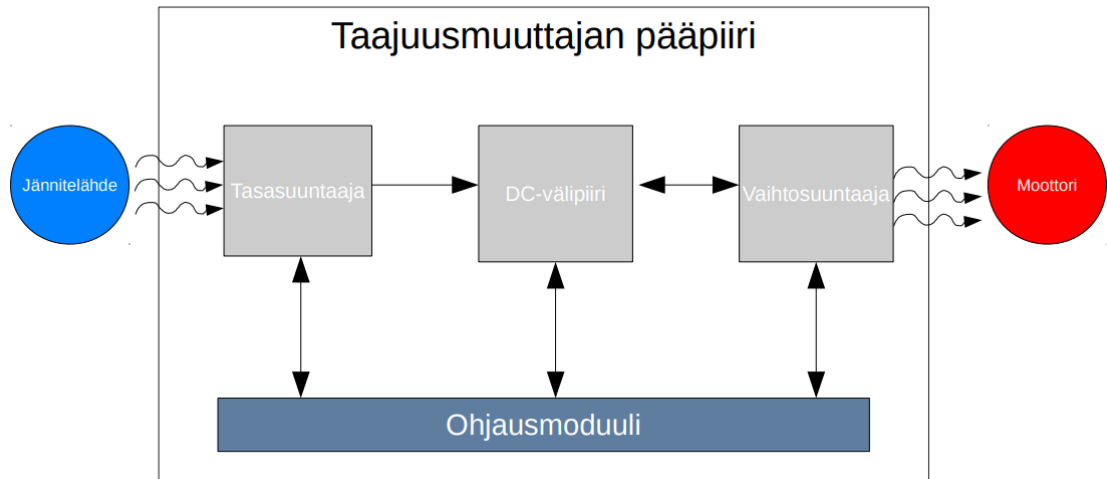 Taajuusmuuttajan pääpiiri
Jännitelähde
Tasasuuntaaja
DC-välipiiri
Vaihtosuuntaaja
Moottori
Ohjausmoduuli